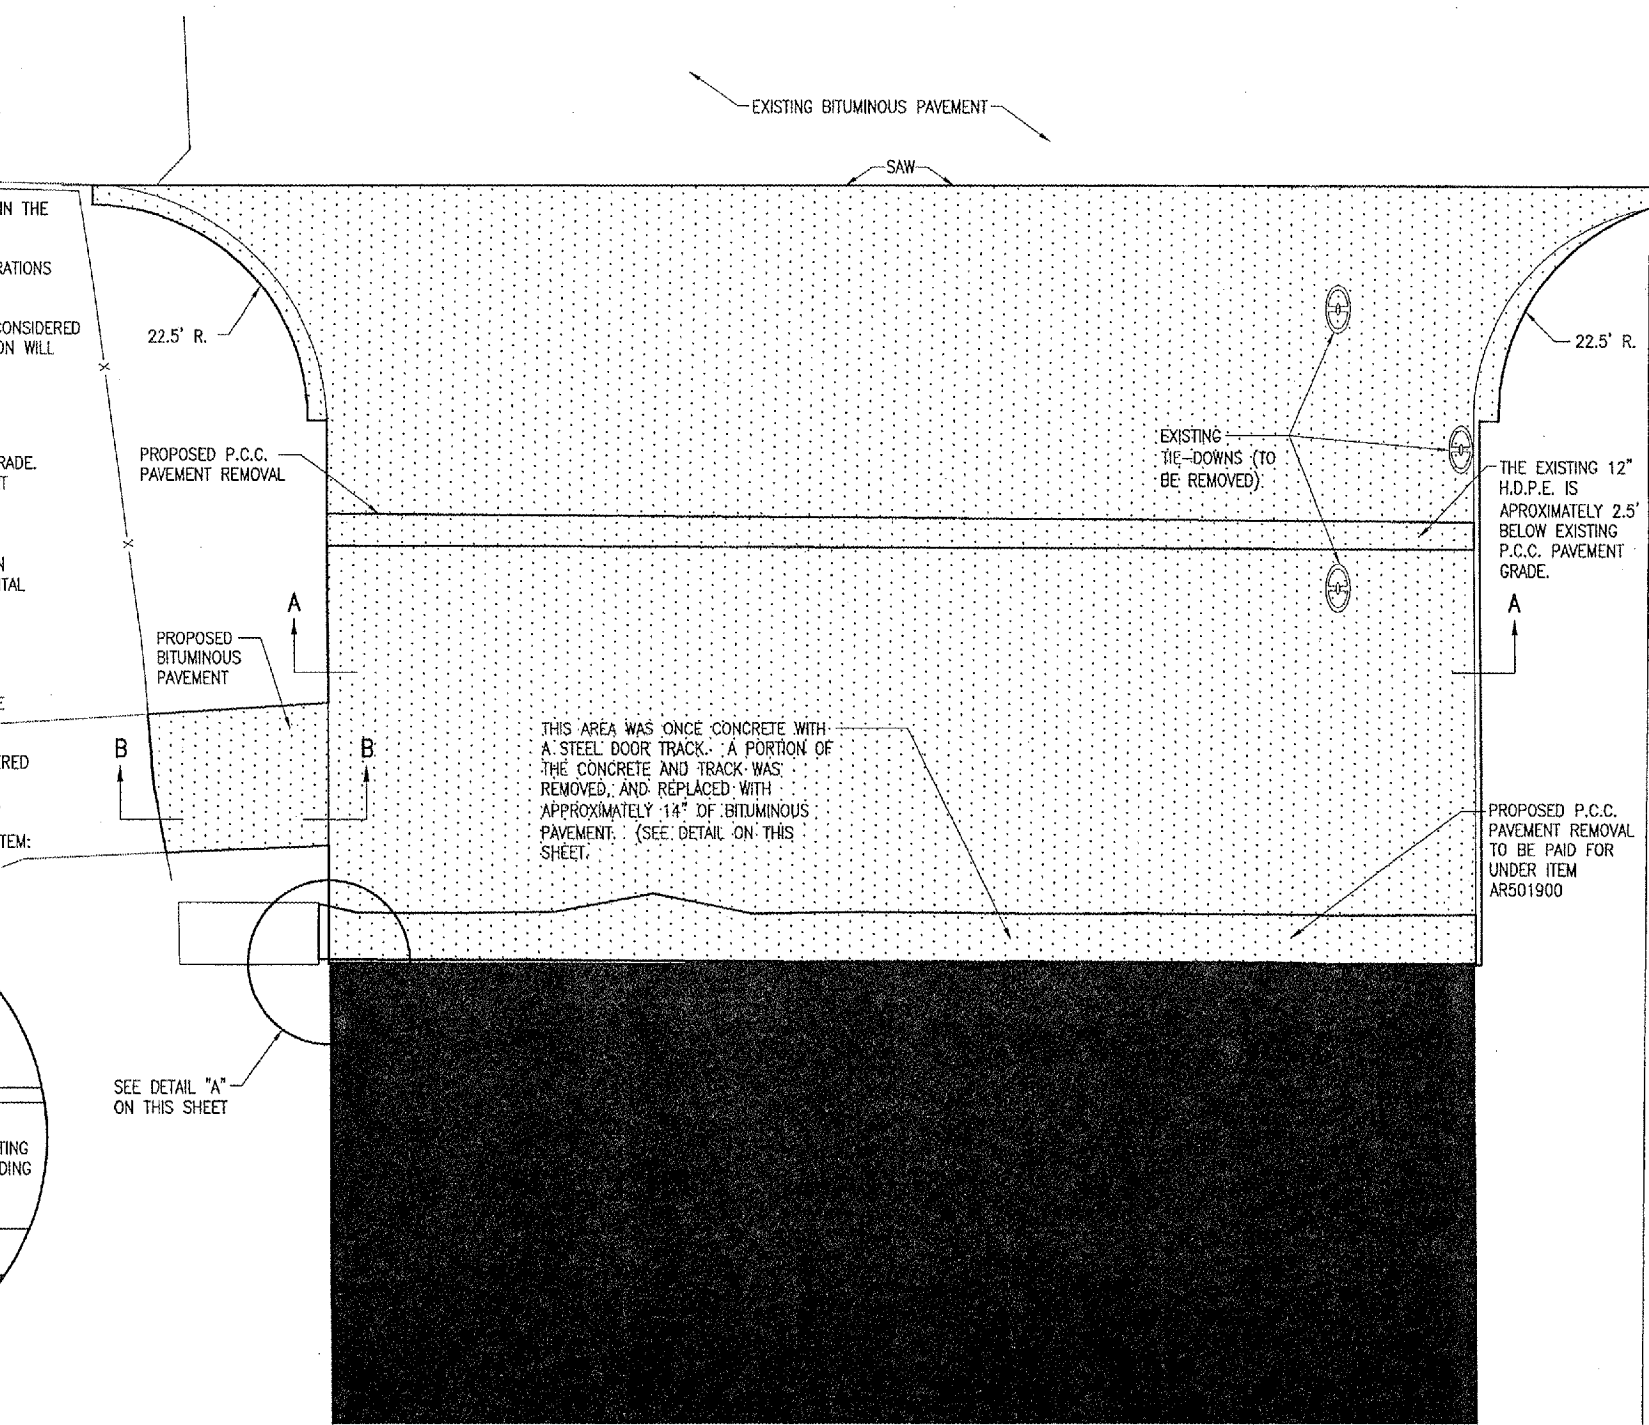 EXISTING BITUMINOUS PAVEMENT
SAW
IN THE
RATIONS
CONSIDERED
ON WILL
22.5' R.
22.5' R.
RADE.
T
PROPOSED P.C.C.
PAVEMENT REMOVAL
EXISTING
TIE-DOWNS (TO
BE REMOVED)
THE EXISTING 12"
H.D.P.E. IS
APROXIMATELY 2.5'
BELOW EXISTING
P.C.C. PAVEMENT
GRADE.
N
ITAL
A
A
PROPOSED
BITUMINOUS
PAVEMENT
E
B
B
ERED
THIS AREA WAS ONCE CONCRETE WITH
A STEEL DOOR TRACK. A PORTION OF
THE CONCRETE AND TRACK WAS
REMOVED, AND REPLACED WITH
APPROXIMATELY 14" OF BITUMINOUS
PAVEMENT. (SEE DETAIL ON THIS
SHEET.
PROPOSED P.C.C.
PAVEMENT REMOVAL
TO BE PAID FOR
UNDER ITEM
AR501900
TEM:
SEE DETAIL "A"
ON THIS SHEET
TING
DING